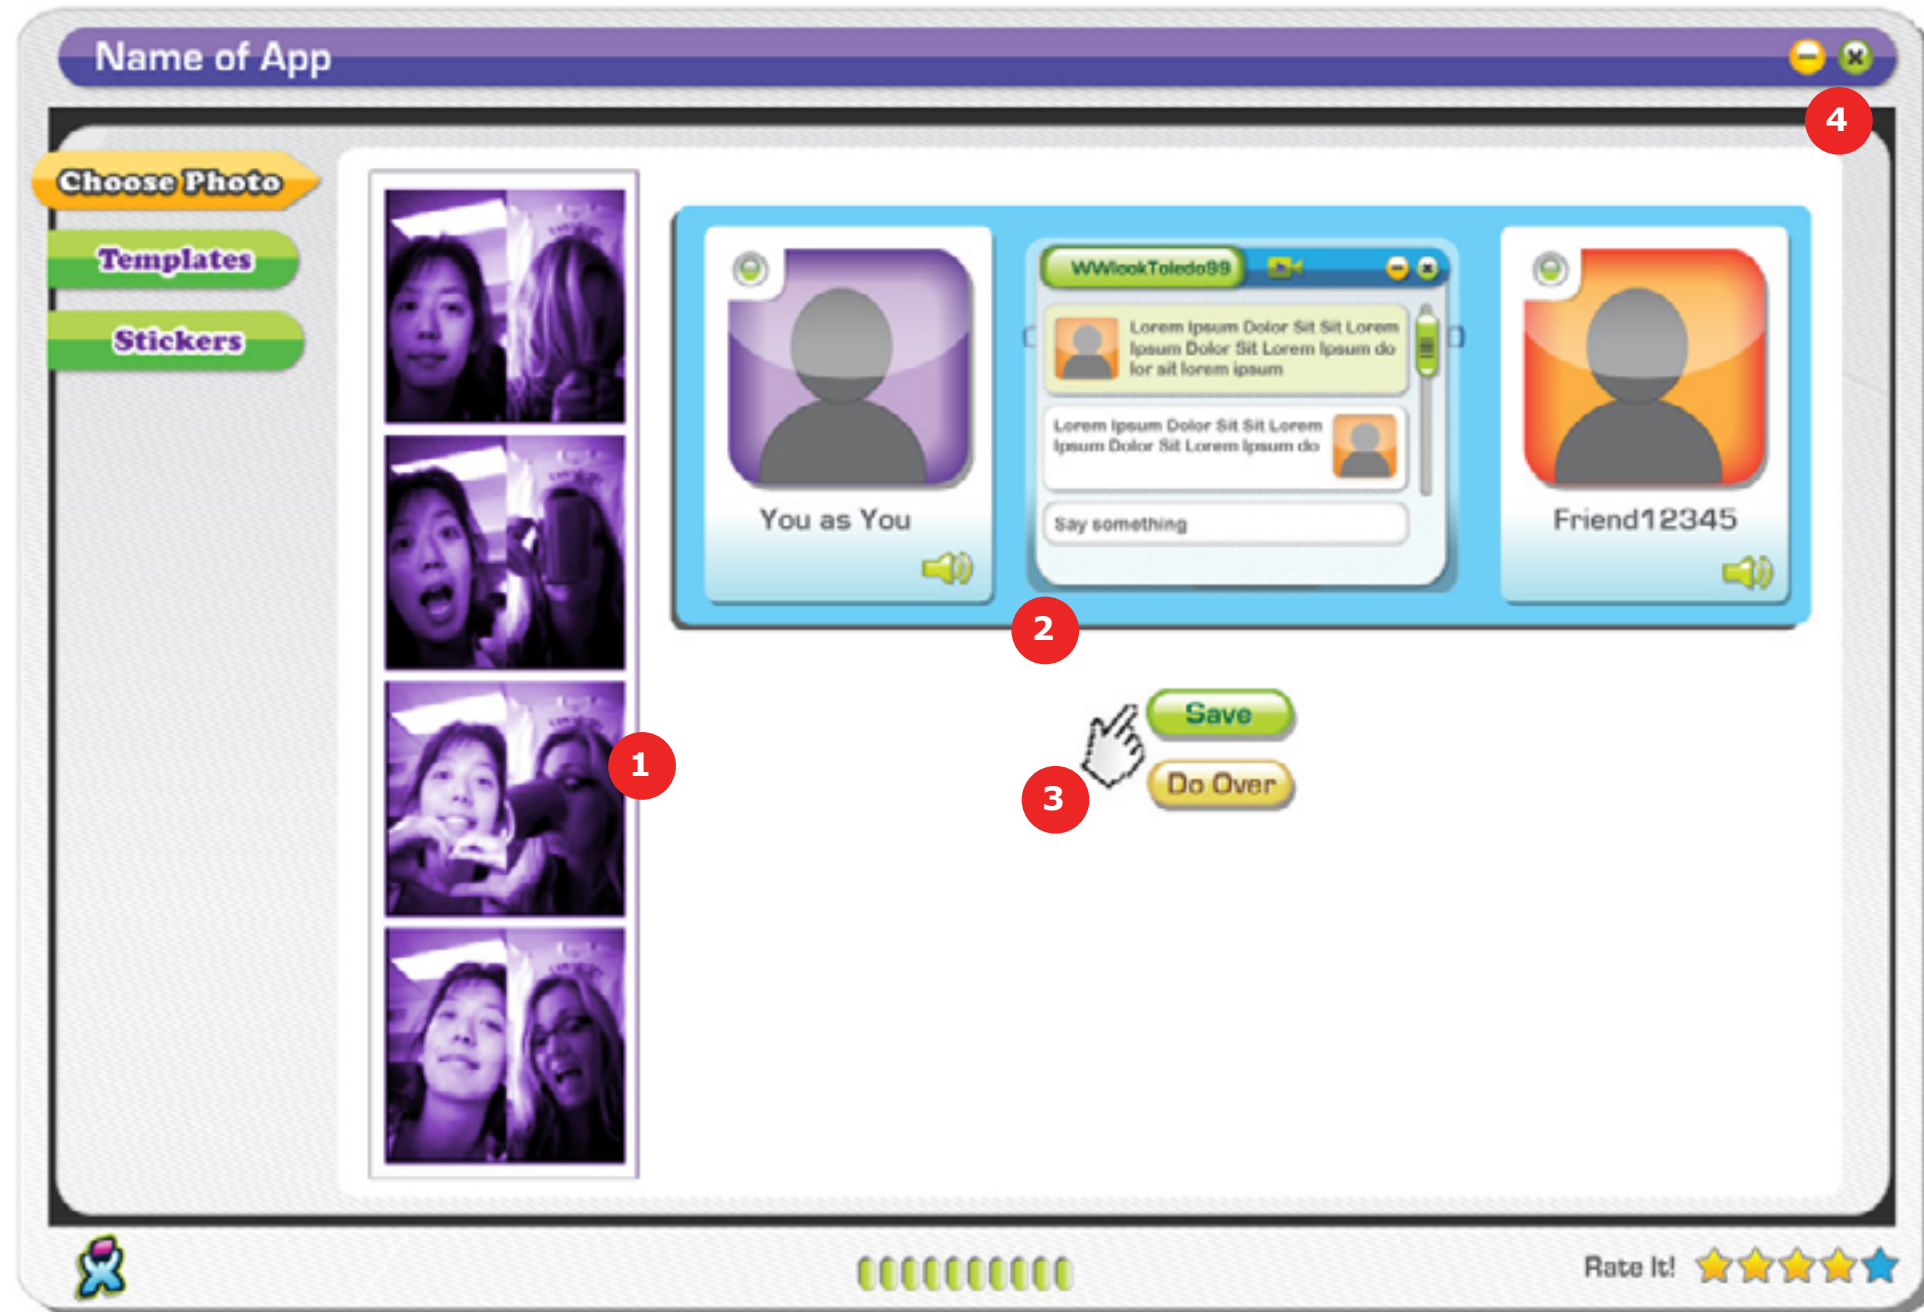 Name of App
4
Choose Photo
Templates
Stickers
WWlookToledo99
Lorem Ipsum Dolor Sit Sit Lorem
Ipsum Dolor Sit Lorem Ipsum do
lor sit lorem ipsum
Lorem Ipsum Dolor Sit Sit Lorem
Ipsum Dolor Sit Lorem Ipsum do
Say something
You as You
Friend12345
2
Save
1
3
Do Over
Rate It!